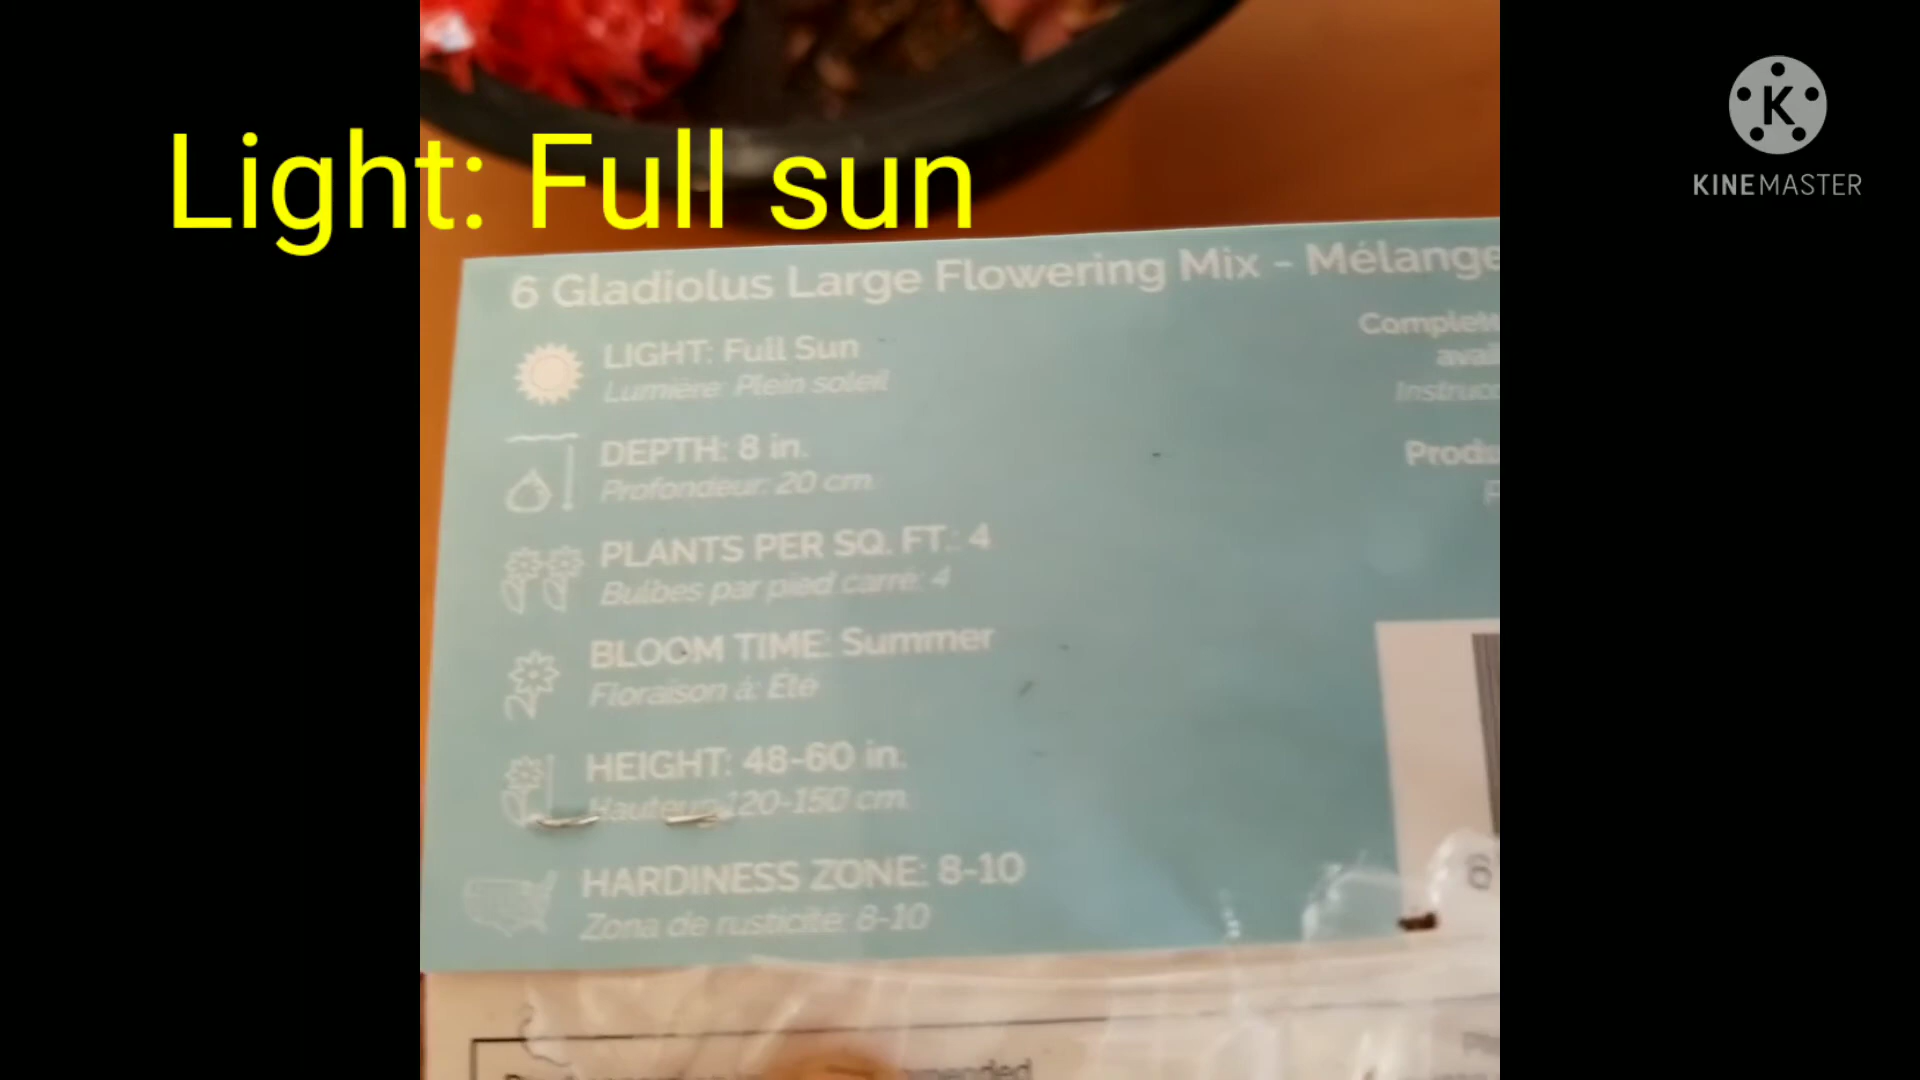 Light: Full sun
KINEMASTER
6 Gladiolus Large Flowering Mix - Mélange
LIGHT: Full Sun
Lumière: Plein soleil
DEPTH: 8 in.
Profondeur: 20 cm.
PLANTS PER SQ. FT.: 4
Bulbes par pied carré: 4
BLOOM TIME: Summer
Floraison á: Été
HEIGHT: 48-60 in.
Hauteur: 120-150 cm.
HARDINESS ZONE: 8-10
Zona de rusticité: 8-10
6